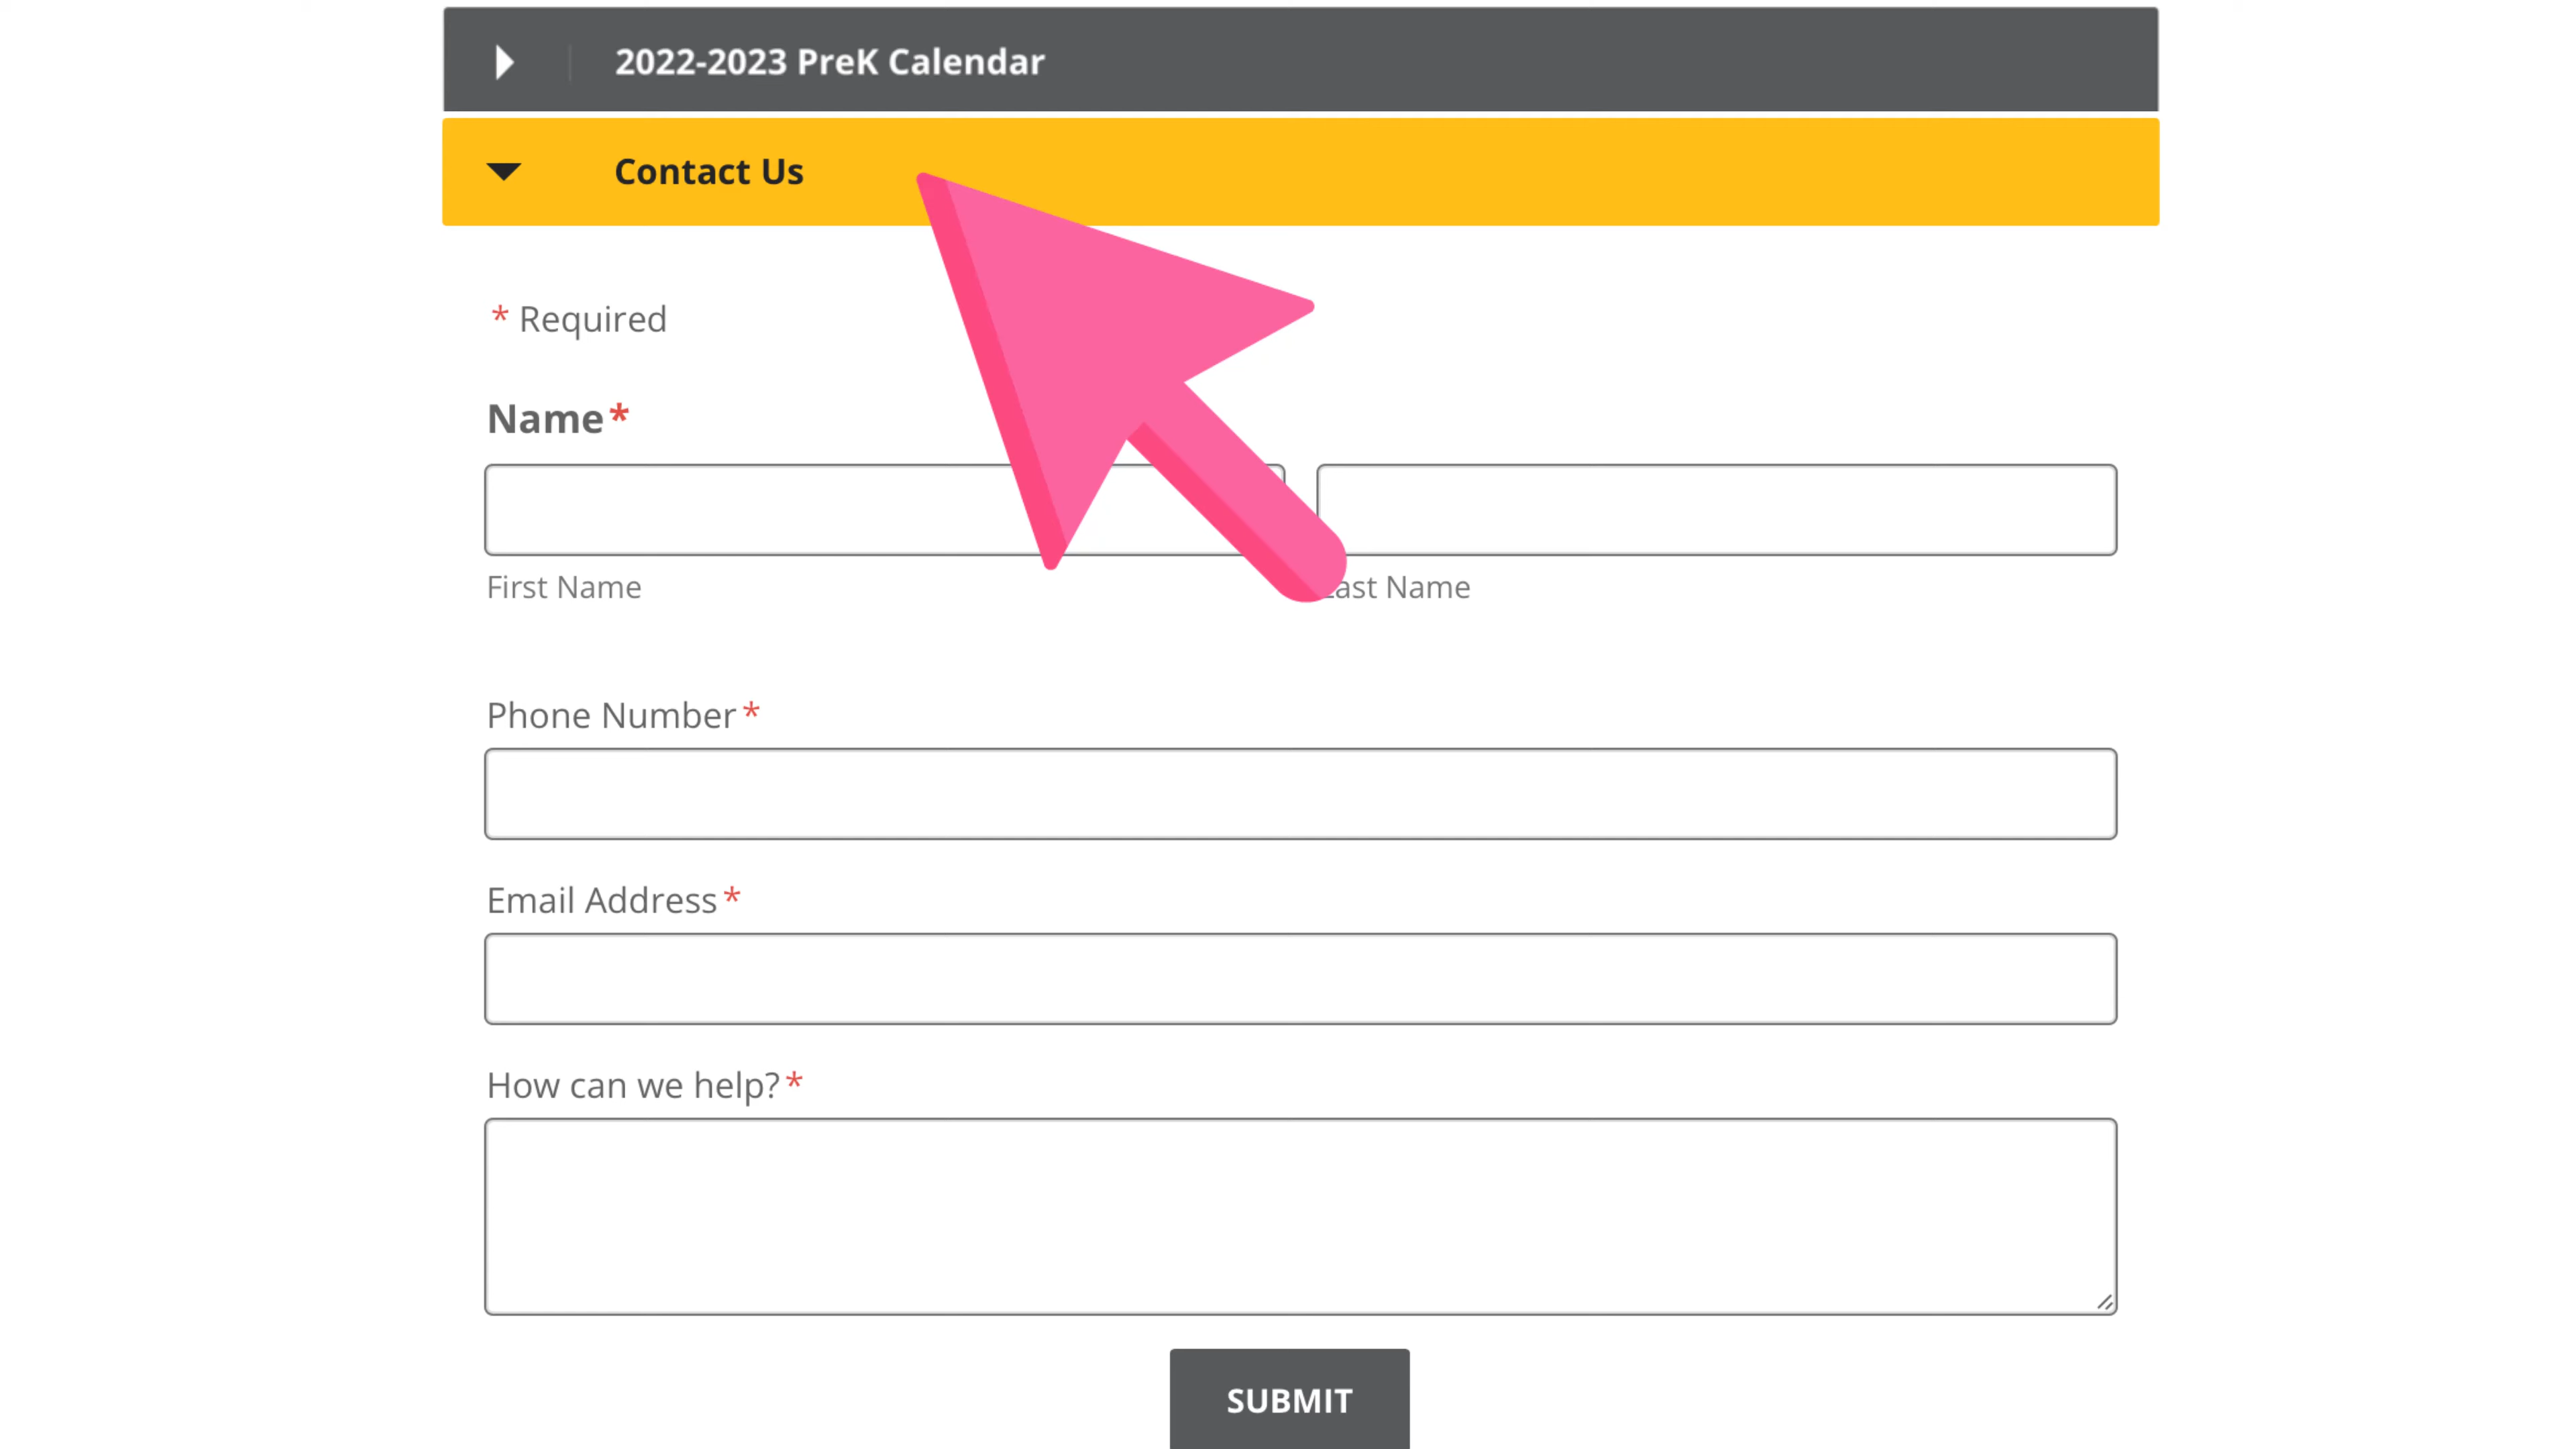 2022-2023 PreK Calendar
Contact Us
* Required
Name*
First Name
Last Name
Phone Number*
Email Address*
How can we help?*
SUBMIT